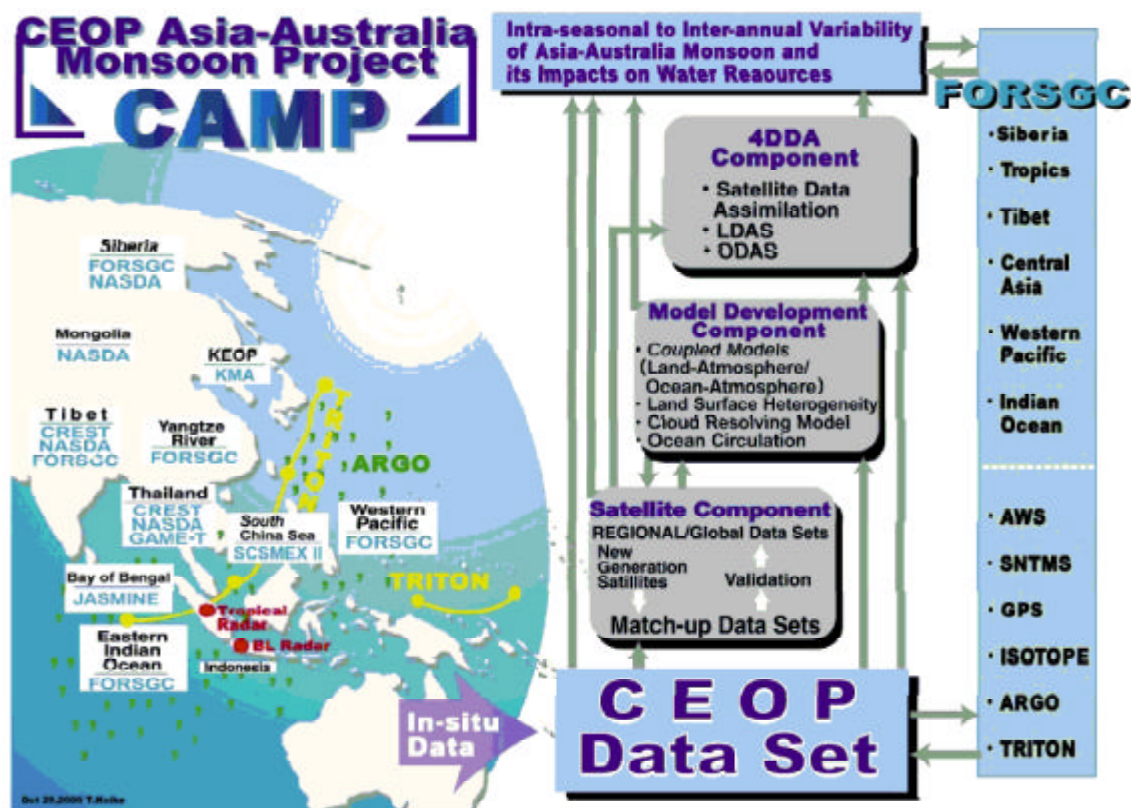 CEOP Asia-Australia
Monsoon Project
CAMP
Siberia
FORSGC
NASDA
Mongolia
NASDA
KEOP
KMA
Tibet
CREST
NASDA
FORSGC
Yangtze
River
FORSGC
TRITON
ARGO
Thailand
CREST
NASDA
GAME-T
South
China Sea
SCSMEX II
Western
Pacific
FORSGC
Bay of Bengal
JASMINE
TRITON
Tropical
Radar
BL Radar
Eastern
Indian
Ocean
FORSGC
Indonesia
In-situ
Data
Oct 20,2000 T.Koike
Intra-seasonal to Inter-annual Variability
of Asia-Australia Monsoon and
its Impacts on Water Reaources
4DDA
Component
· Satellite Data
Assimilation
· LDAS
· ODAS
Model Development
Component
· Coupled Models
(Land-Atmosphere/
Ocean-Atmosphere)
· Land Surface Heterogeneity
· Cloud Resolving Model
· Ocean Circulation
Satellite Component
REGIONAL/Global Data Sets
New
Generation
Satillites
Validation
Match-up Data Sets
CEOP
Data Set
FORSGC
· Siberia
· Tropics
· Tibet
· Central
Asia
· Western
Pacific
· Indian
Ocean
· AWS
· SNTMS
· GPS
· ISOTOPE
· ARGO
· TRITON